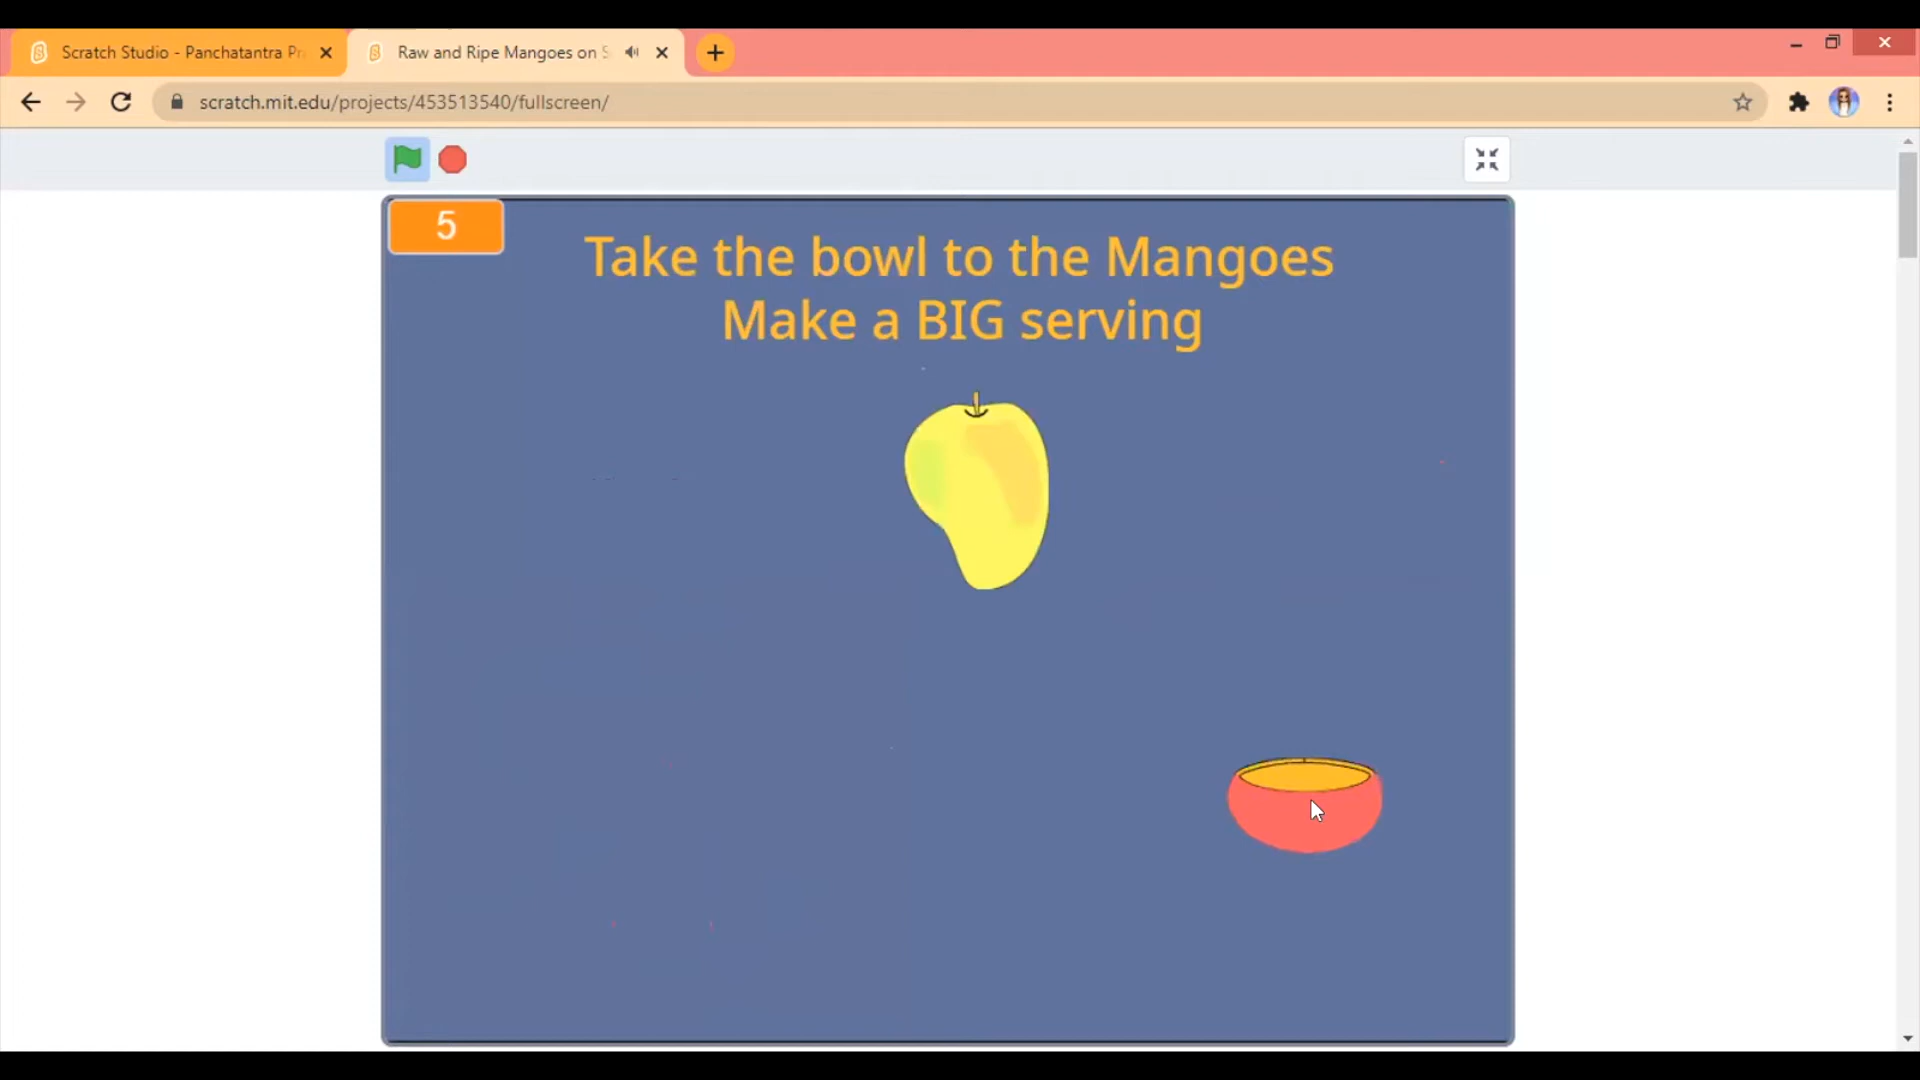 Scratch Studio - Panchatantra Pr
Raw and Ripe Mangoes on S
scratch.mit.edu/projects/453513540/fullscreen/
5
Take the bowl to the Mangoes
Make a BIG serving